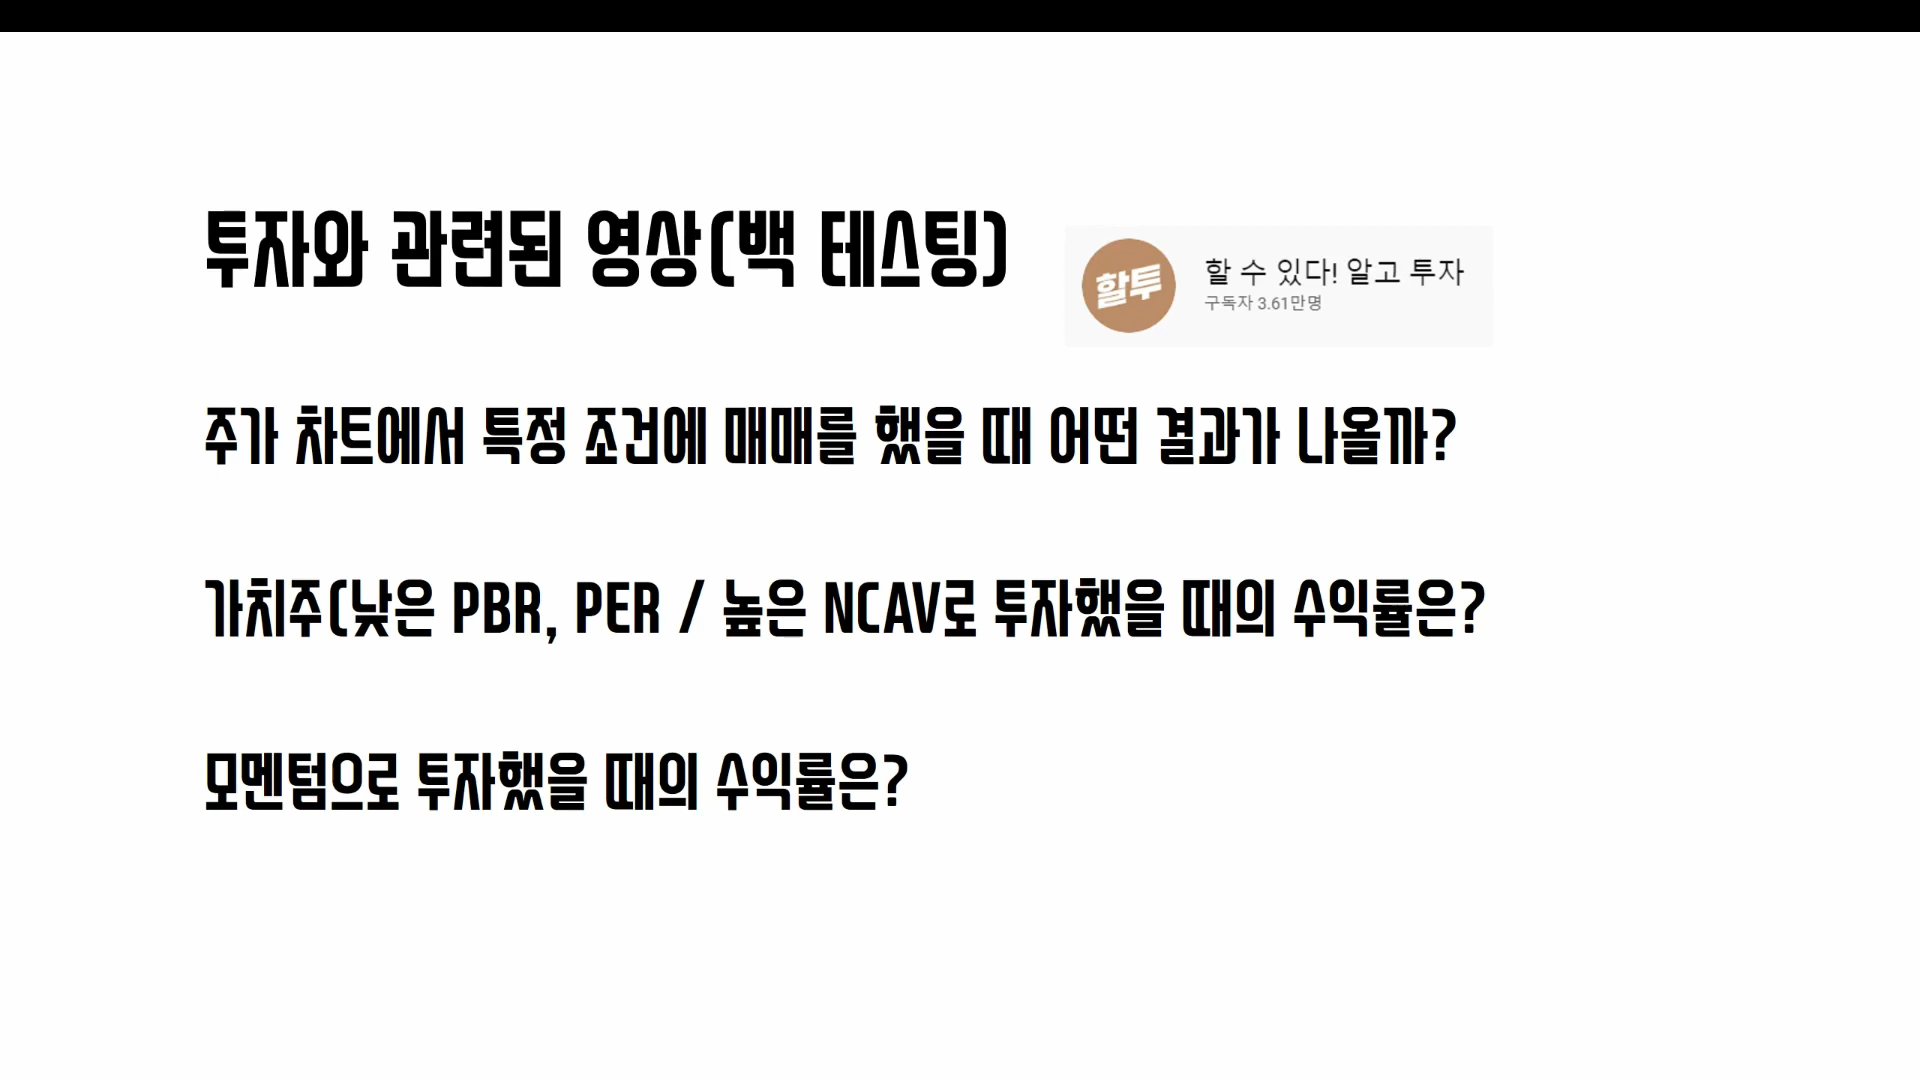 투자와 관련된 영상(백 테스팅)
할투
할 수 있다! 알고 투자
구독자 3.61만명
주가 차트에서 특정 조건에 매매를 했을 때 어떤 결과가 나올까?
가치주(낮은 PBR, PER / 높은 NCAV로 투자했을 때의 수익률은?
모멘텀으로 투자했을 때의 수익률은?